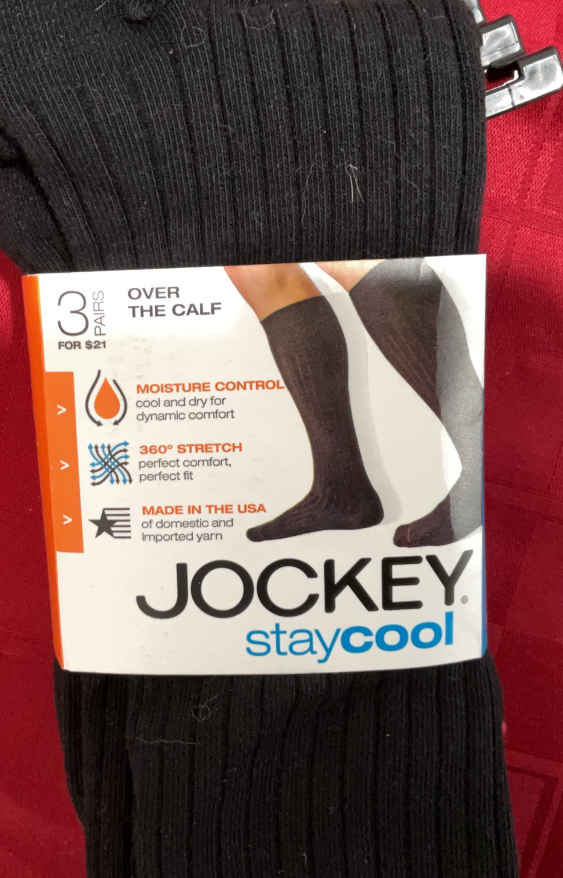 3 PAIRS
FOR $21
OVER
THE CALF
MOISTURE CONTROL
cool and dry for
dynamic comfort
360° STRETCH
perfect comfort,
perfect fit
MADE IN THE USA
of domestic and
Imported yarn
JOCKEY®
staycool